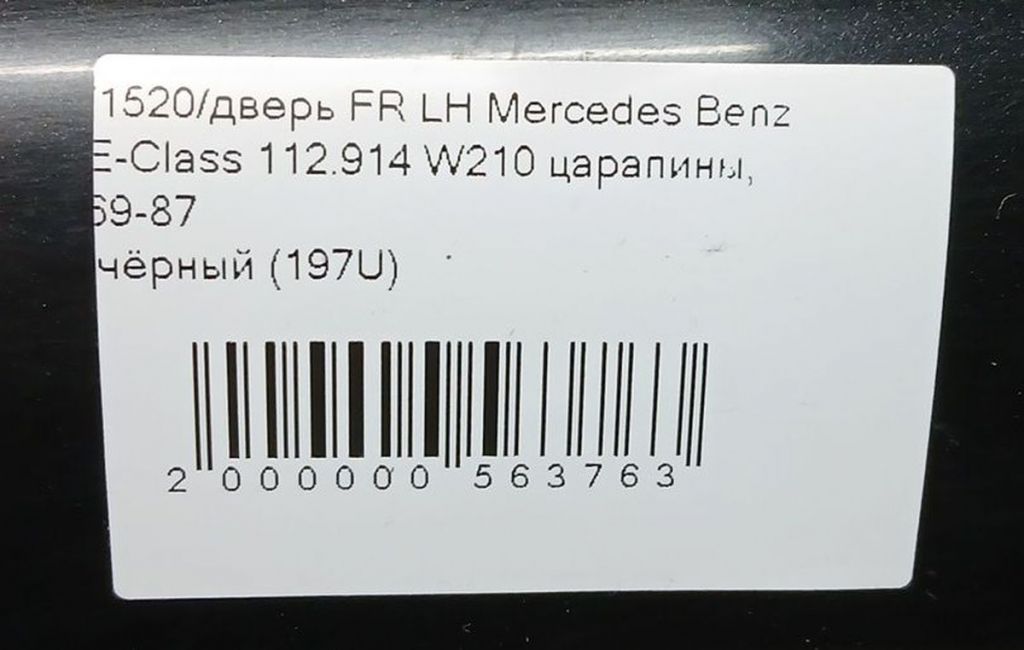 1520/дверь FR LH Mercedes Benz
E-Class 112.914 W210 царапины,
69-87
чёрный (197U)
2 000000 563763